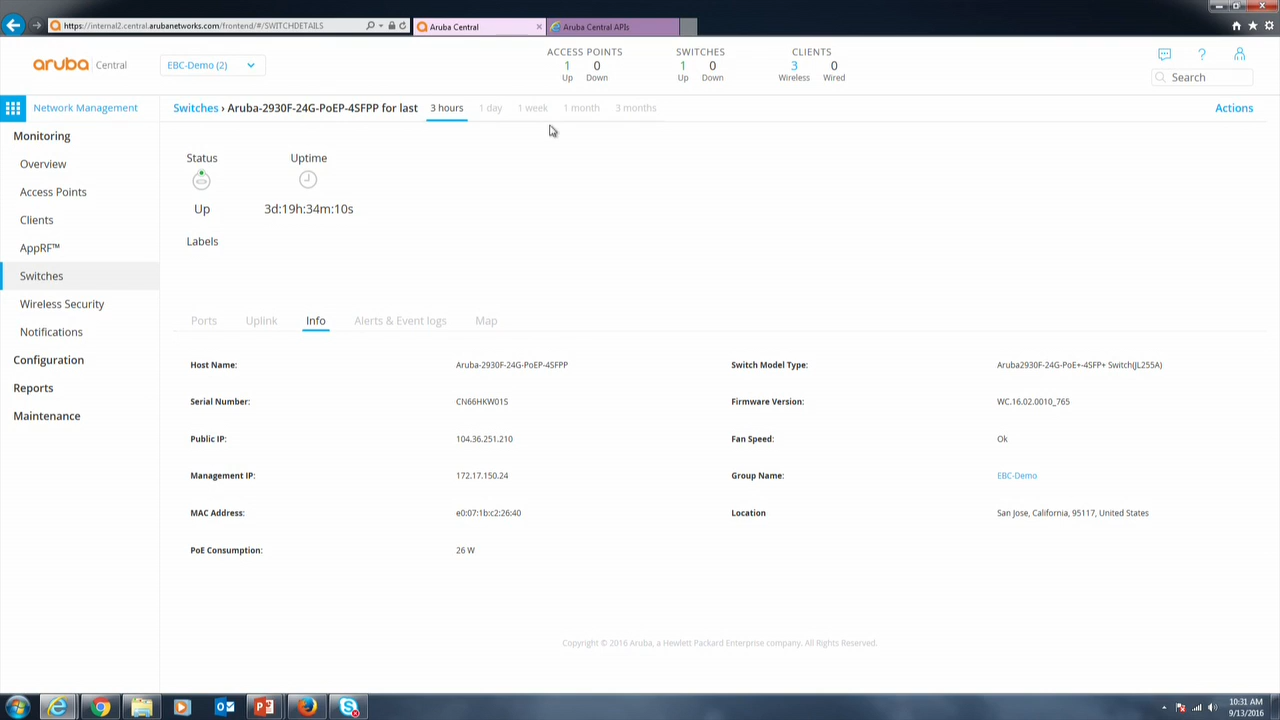 https://internal2.central.arubanetworks.com/frontend/#/SWITCHDETAILS
Aruba Central
Aruba Central APIs
aruba Central
EBC-Demo (2)
ACCESS POINTS
1 0
Up Down
SWITCHES
1 0
Up Down
CLIENTS
3 0
Wireless Wired
Search
Network Management
Switches › Aruba-2930F-24G-PoEP-4SFPP for last 3 hours 1 day 1 week 1 month 3 months
Actions
Monitoring
Overview
Access Points
Clients
AppRF™
Switches
Wireless Security
Notifications
Configuration
Reports
Maintenance
Status Uptime
Up 3d:19h:34m:10s
Labels
Ports Uplink Info Alerts & Event logs Map
Host Name: Aruba-2930F-24G-PoEP-4SFPP Switch Model Type: Aruba2930F-24G-PoE+-4SFP+ Switch(JL255A)
Serial Number: CN66HKW01S Firmware Version: WC.16.02.0010_765
Public IP: 104.36.251.210 Fan Speed: Ok
Management IP: 172.17.150.24 Group Name: EBC-Demo
MAC Address: e0:07:1b:c2:26:40 Location San Jose, California, 95117, United States
PoE Consumption: 26 W
Copyright © 2016 Aruba, a Hewlett Packard Enterprise company. All Rights Reserved.
10:31 AM
9/13/2016